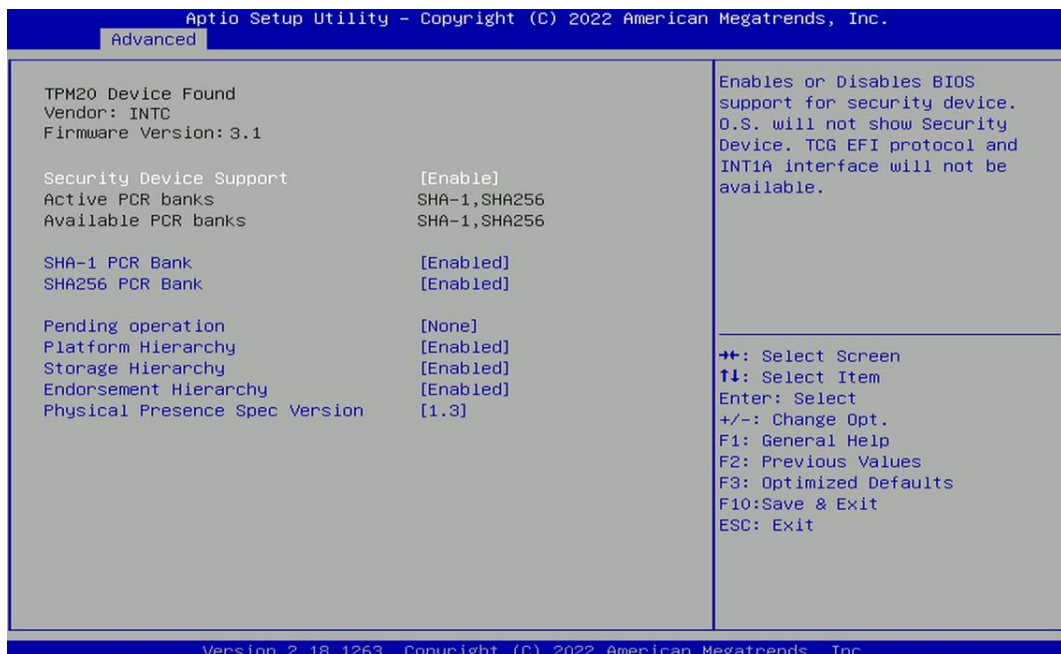 Aptio Setup Utility – Copyright (C) 2022 American Megatrends, Inc.
Advanced
TPM20 Device Found
Vendor: INTC
Firmware Version: 3.1
Security Device Support [Enable]
Active PCR banks SHA-1,SHA256
Available PCR banks SHA-1,SHA256
SHA-1 PCR Bank [Enabled]
SHA256 PCR Bank [Enabled]
Pending operation [None]
Platform Hierarchy [Enabled]
Storage Hierarchy [Enabled]
Endorsement Hierarchy [Enabled]
Physical Presence Spec Version [1.3]
Enables or Disables BIOS
support for security device.
O.S. will not show Security
Device. TCG EFI protocol and
INT1A interface will not be
available.
→←: Select Screen
↑↓: Select Item
Enter: Select
+/-: Change Opt.
F1: General Help
F2: Previous Values
F3: Optimized Defaults
F10:Save & Exit
ESC: Exit
Version 2.18.1263. Copyright (C) 2022 American Megatrends, Inc.